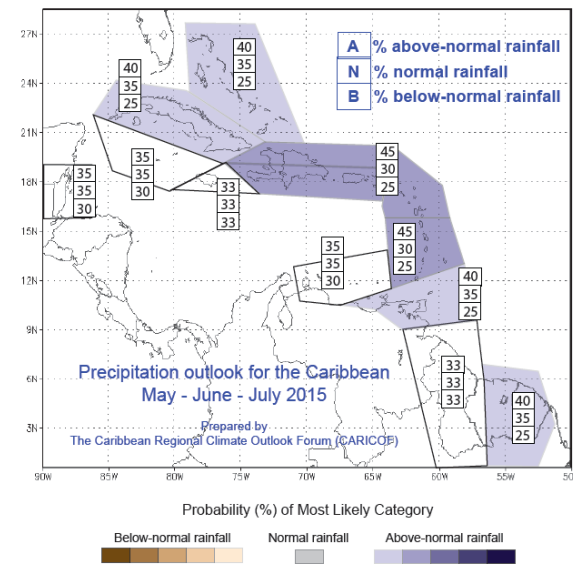 27N
24N
21N
18N
15N
12N
9N
6N
3N
90W 85W 80W 75W 70W 65W 60W 55W 50
A % above-normal rainfall
N % normal rainfall
B % below-normal rainfall
40
35
25
40
35
25
35
35
30
35
35
30
33
33
33
45
30
25
45
30
25
35
35
30
40
35
25
33
33
33
40
35
25
Precipitation outlook for the Caribbean
May - June - July 2015
Prepared by
The Caribbean Regional Climate Outlook Forum (CARICOF)
Probability (%) of Most Likely Category
Below-normal rainfall Normal rainfall Above-normal rainfall